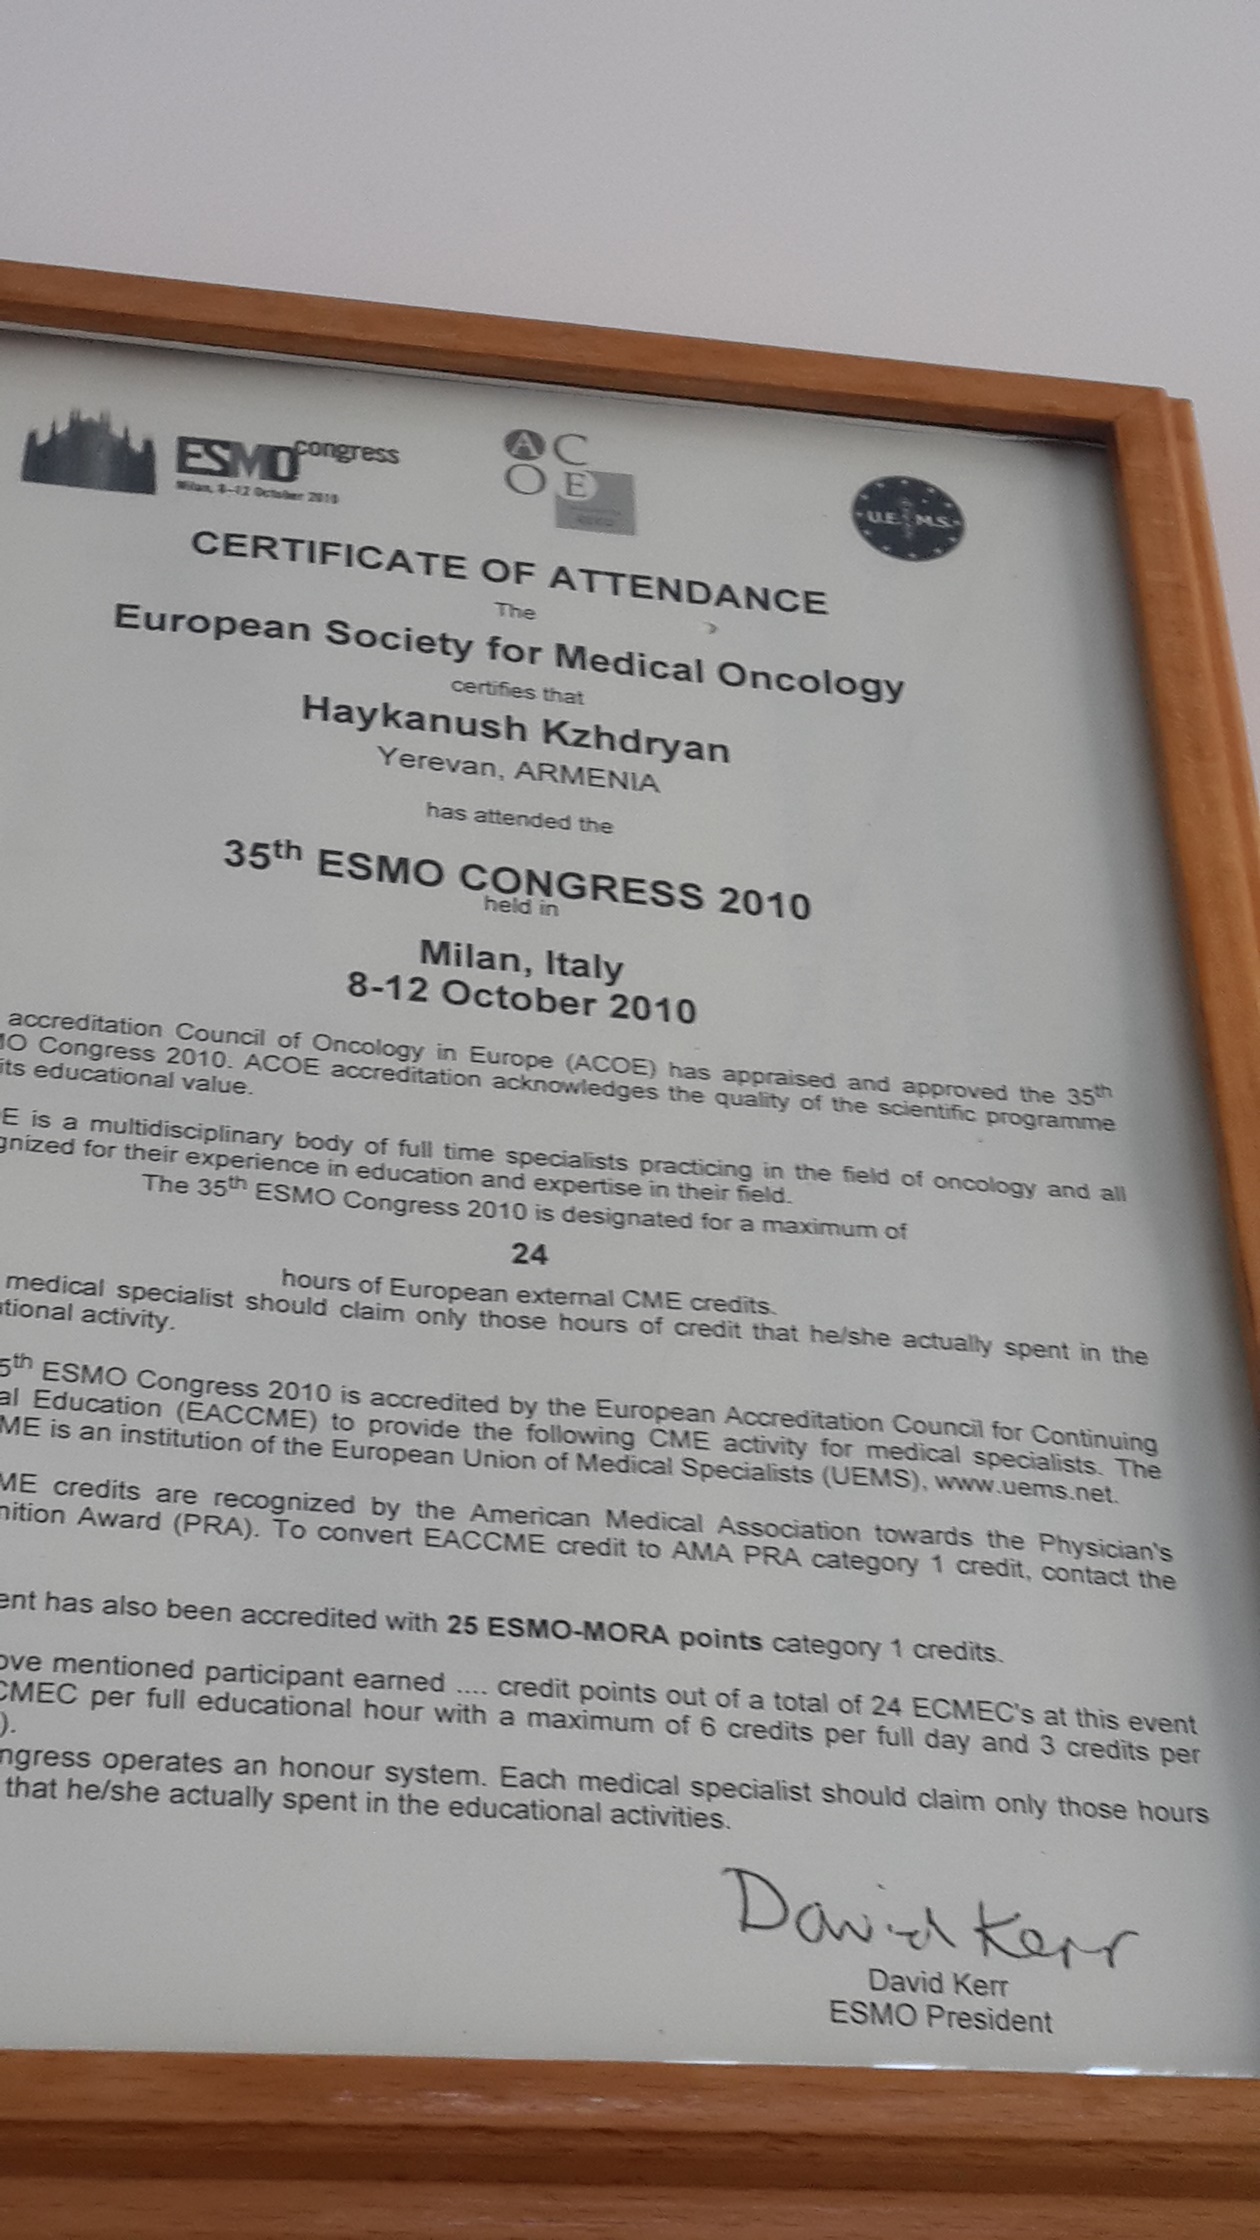 ESMO congress
Milan, 8-12 October 2010
A C
O E
U.E.M.S.
CERTIFICATE OF ATTENDANCE
The
European Society for Medical Oncology
certifies that
Haykanush Kzhdryan
Yerevan, ARMENIA
has attended the
35th ESMO CONGRESS 2010
held in
Milan, Italy
8-12 October 2010
accreditation Council of Oncology in Europe (ACOE) has appraised and approved the 35th
MO Congress 2010. ACOE accreditation acknowledges the quality of the scientific programme
its educational value.
E is a multidisciplinary body of full time specialists practicing in the field of oncology and all
gnized for their experience in education and expertise in their field.
The 35th ESMO Congress 2010 is designated for a maximum of
24
hours of European external CME credits.
medical specialist should claim only those hours of credit that he/she actually spent in the
ational activity.
5th ESMO Congress 2010 is accredited by the European Accreditation Council for Continuing
al Education (EACCME) to provide the following CME activity for medical specialists. The
ME is an institution of the European Union of Medical Specialists (UEMS), www.uems.net.
ME credits are recognized by the American Medical Association towards the Physician's
nition Award (PRA). To convert EACCME credit to AMA PRA category 1 credit, contact the
ent has also been accredited with 25 ESMO-MORA points category 1 credits.
ove mentioned participant earned .... credit points out of a total of 24 ECMEC's at this event
CMEC per full educational hour with a maximum of 6 credits per full day and 3 credits per
).
ngress operates an honour system. Each medical specialist should claim only those hours
that he/she actually spent in the educational activities.
David Kerr
David Kerr
ESMO President